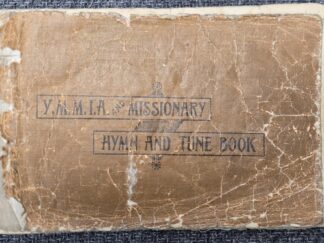 Y.M.M.I.A. AND MISSIONARY
HYMN AND TUNE BOOK